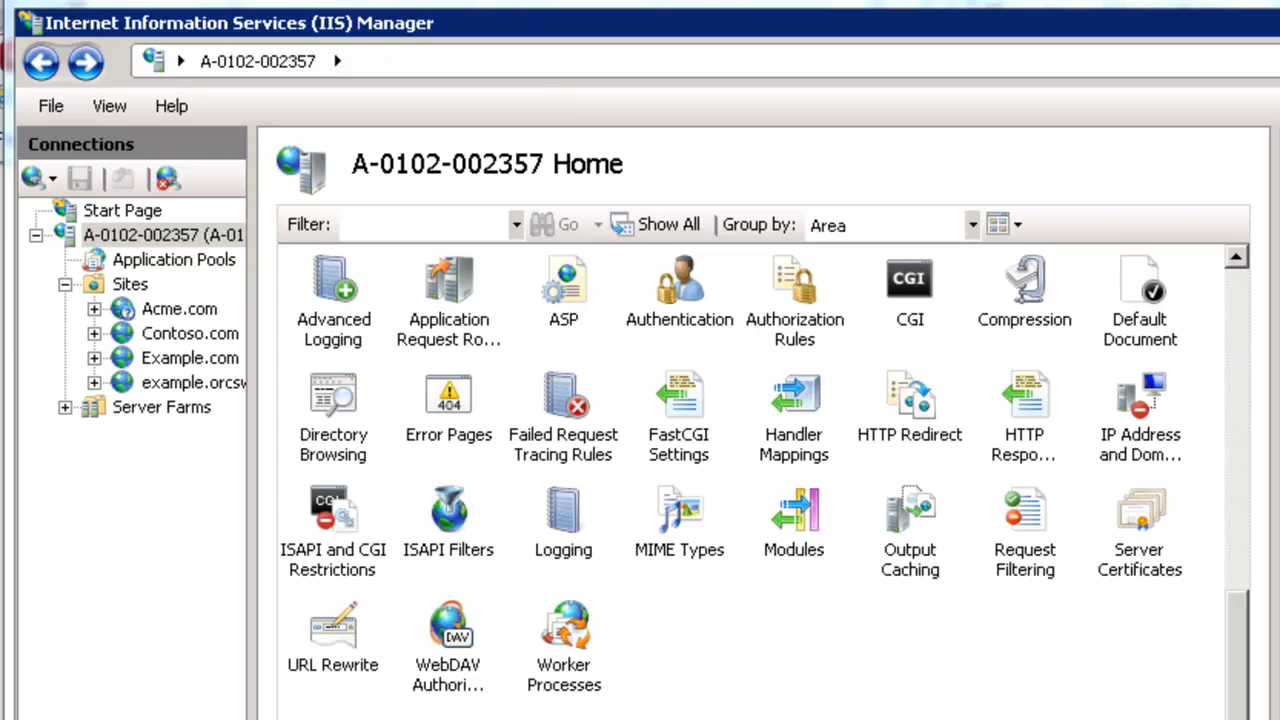 Internet Information Services (IIS) Manager
A-0102-002357
File View Help
Connections
Start Page
A-0102-002357 (A-01
Application Pools
Sites
Acme.com
Contoso.com
Example.com
example.orcsw
Server Farms
A-0102-002357 Home
Filter: Go Show All Group by: Area
Advanced Logging
Application Request Ro...
ASP
Authentication
Authorization Rules
CGI
CGI
Compression
Default Document
Directory Browsing
404
Error Pages
Failed Request Tracing Rules
FastCGI Settings
Handler Mappings
HTTP Redirect
HTTP Respo...
IP Address and Dom...
CGI
ISAPI and CGI Restrictions
ISAPI Filters
Logging
MIME Types
Modules
Output Caching
Request Filtering
Server Certificates
URL Rewrite
DAV
WebDAV Authori...
Worker Processes